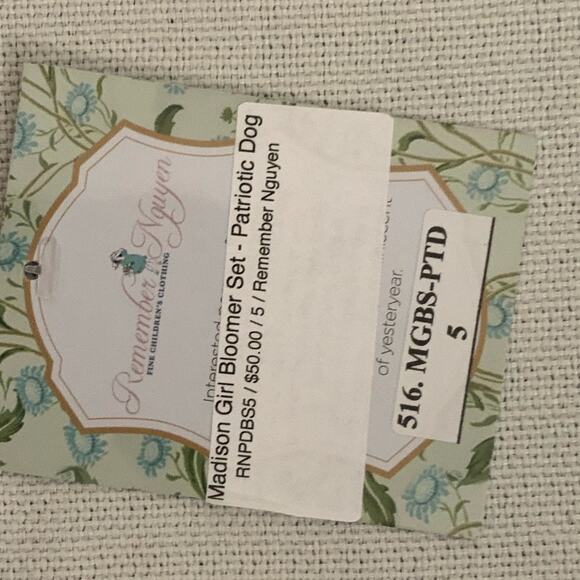 Remember Nguyen
FINE CHILDREN'S CLOTHING
Madison Girl Bloomer Set - Patriotic Dog
RNPDBS5 / $50.00 / 5 / Remember Nguyen
of yesteryear.
516. MGBS-PTD
5